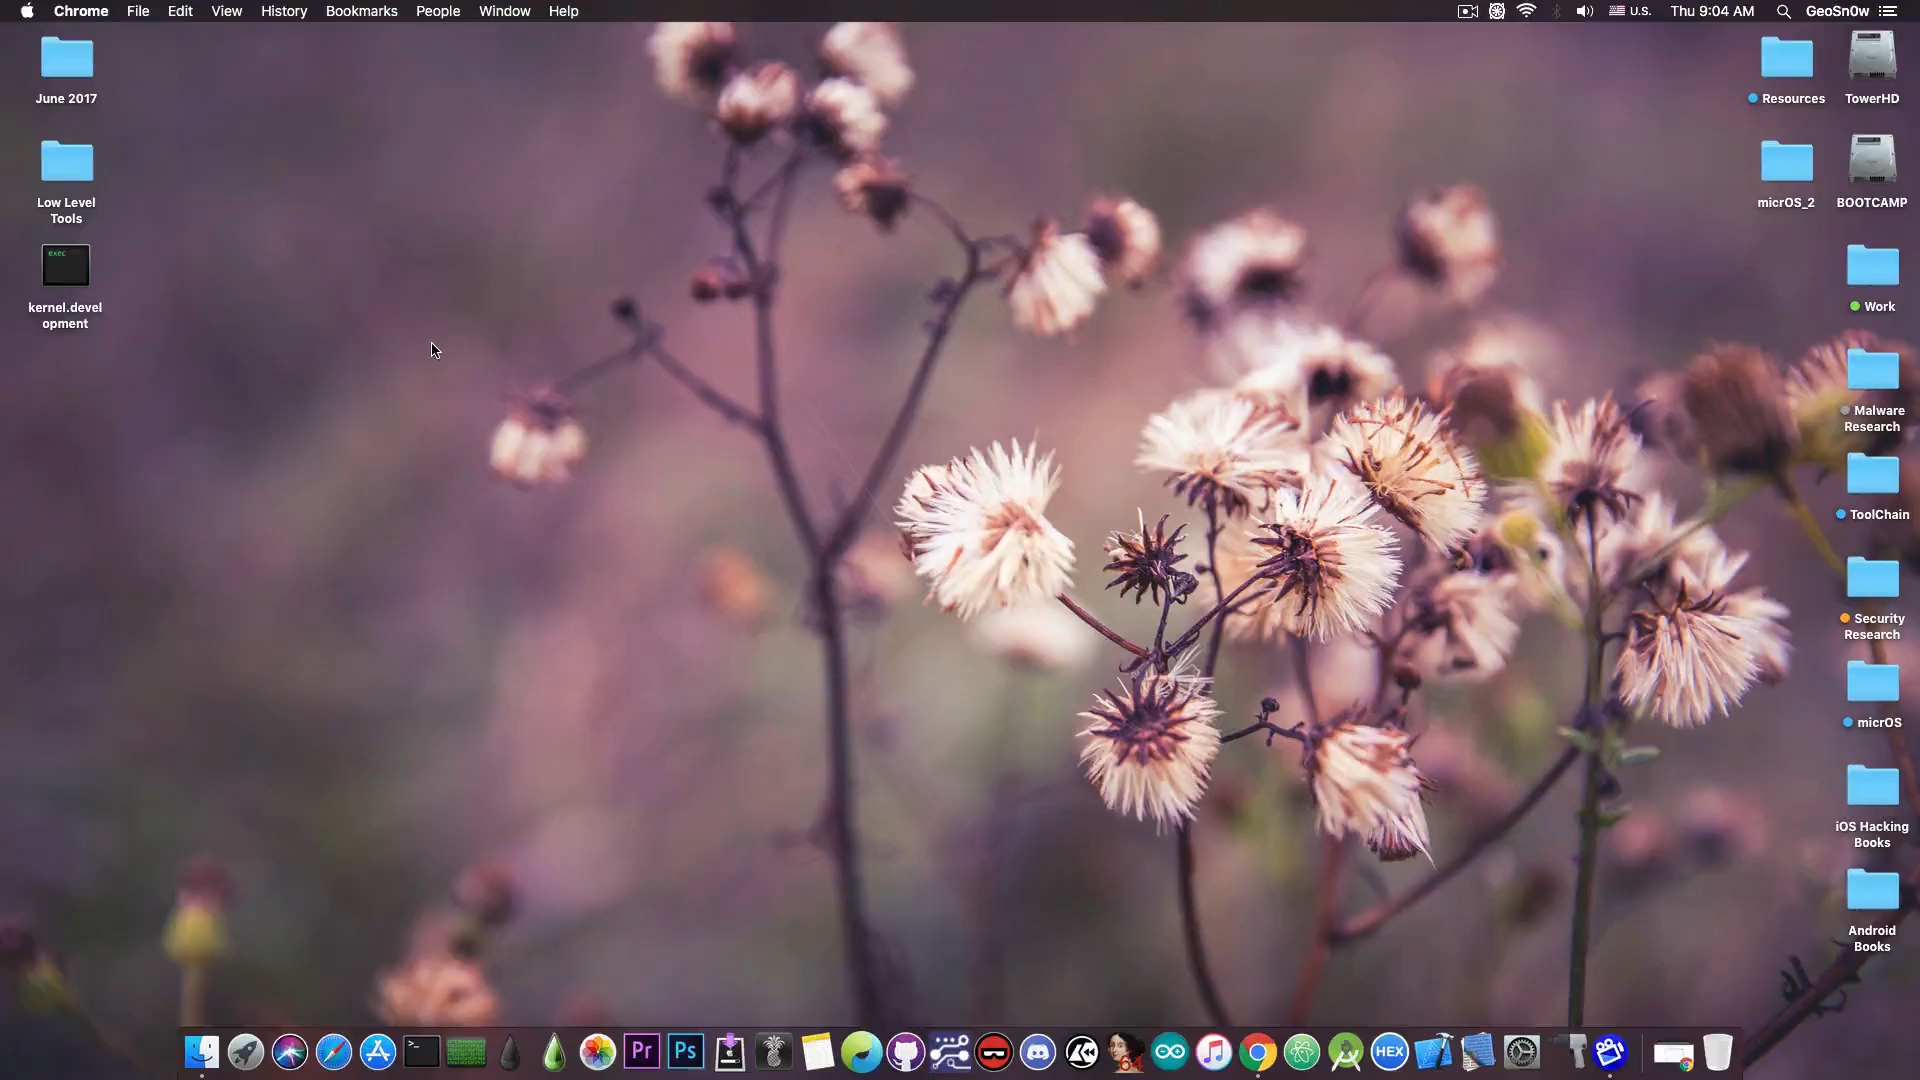 Chrome File Edit View History Bookmarks People Window Help
U.S. Thu 9:04 AM GeoSn0w
June 2017
Low Level
Tools
exec
kernel.devel
opment
Resources
TowerHD
micrOS_2
BOOTCAMP
Work
Malware
Research
ToolChain
Security
Research
micrOS
iOS Hacking
Books
Android
Books
>_
Pr
Ps
64
HEX